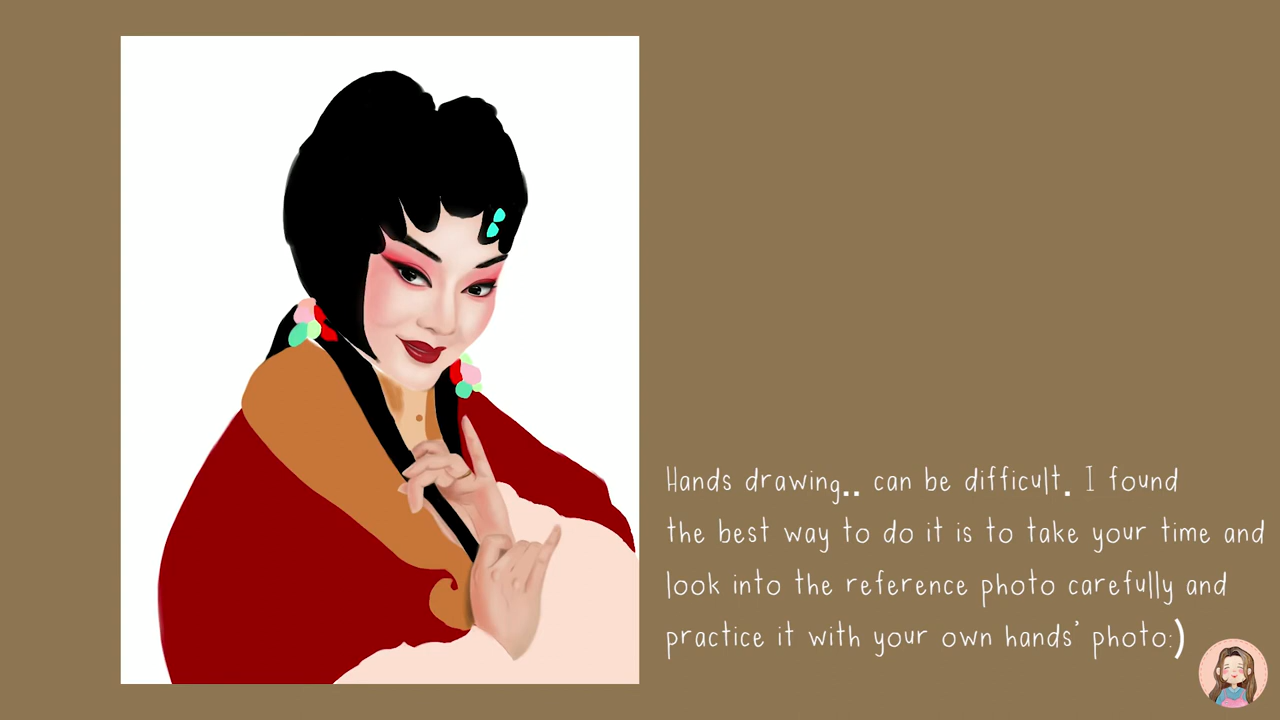 Hands drawing.. can be difficult. I found
the best way to do it is to take your time and
look into the reference photo carefully and
practice it with your own hands' photo:)